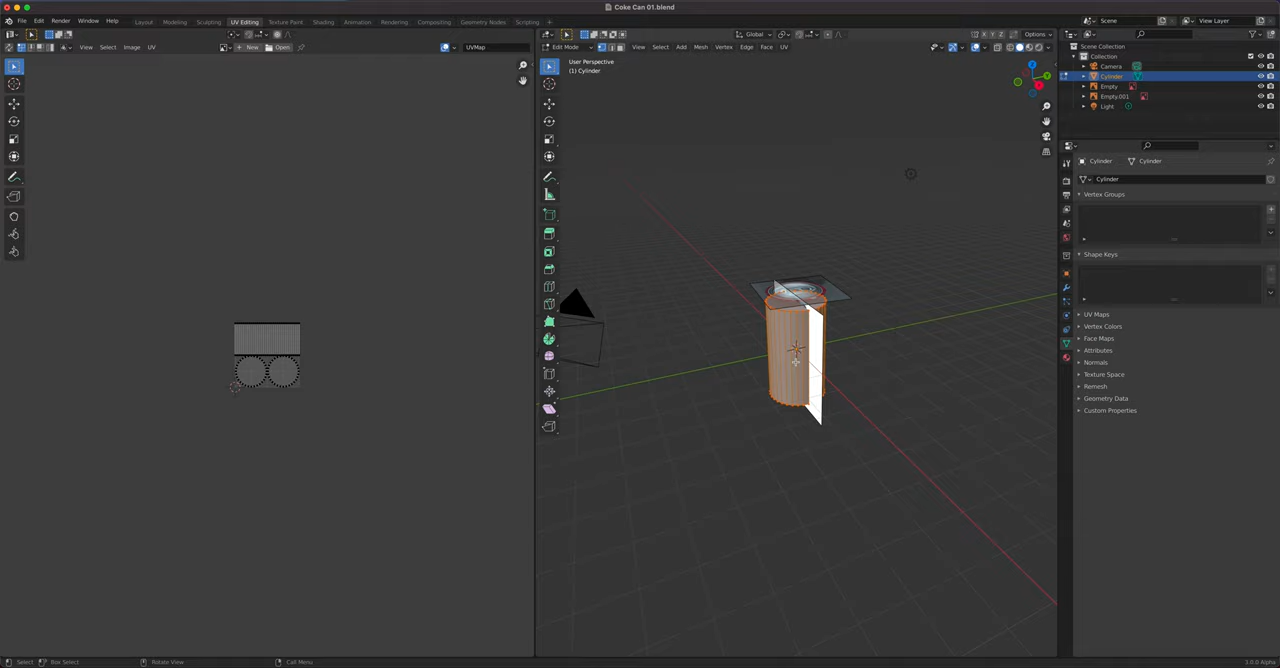 Coke Can 01.blend
File Edit Render Window Help
Layout Modeling Sculpting UV Editing Texture Paint Shading Animation Rendering Compositing Geometry Nodes Scripting +
Scene
View Layer
Global
Options
View Select Image UV
New
Open
UVMap
Edit Mode
View Select Add Mesh Vertex Edge Face UV
User Perspective
(1) Cylinder
Scene Collection
Collection
Camera
Cylinder
Empty
Empty.001
Light
Cylinder
Cylinder
Cylinder
Vertex Groups
Shape Keys
UV Maps
Vertex Colors
Face Maps
Attributes
Normals
Texture Space
Remesh
Geometry Data
Custom Properties
Select
Box Select
Rotate View
Call Menu
3.0.0 Alpha